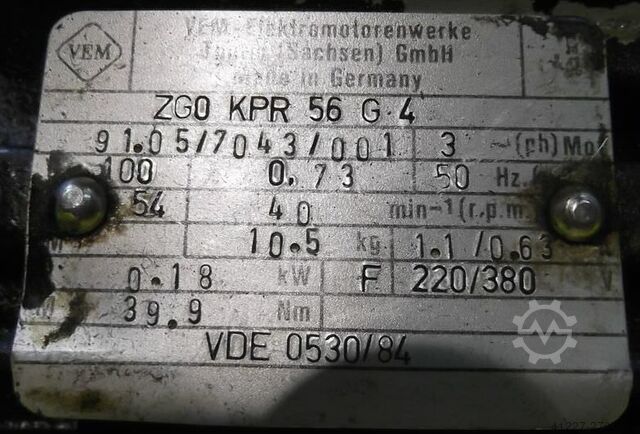 VEM
VEM-Elektromotorenwerke
Thurm (Sachsen) GmbH
Made in Germany
ZGO KPR 56 G 4
91.05/7043/001 3 ~(ph) Mo
100 0,73 50 Hz.
54 40 min-1(r.p.m.
10.5 kg 1.1/0.63 A
0.18 kW F 220/380 V
M 39.9 Nm
VDE 0530/84